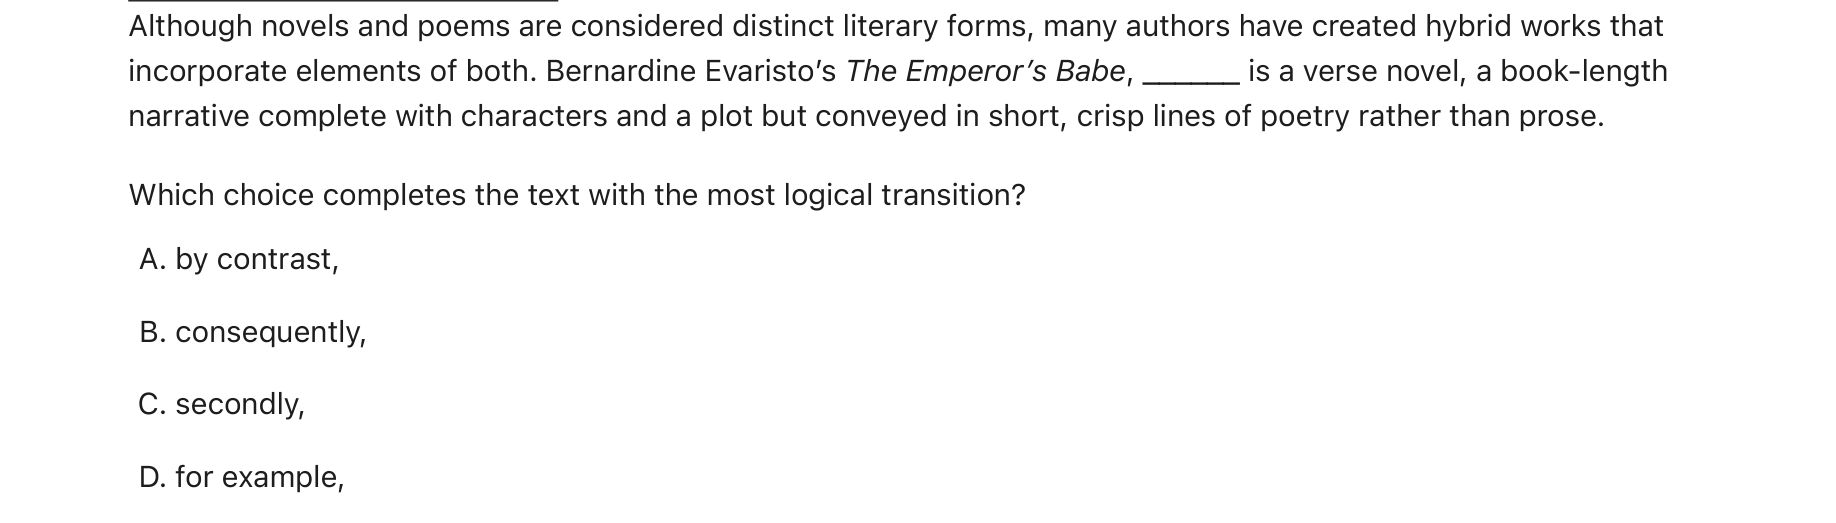 Although novels and poems are considered distinct literary forms, many authors have created hybrid works that
incorporate elements of both. Bernardine Evaristo’s The Emperor’s Babe, ______ is a verse novel, a book-length
narrative complete with characters and a plot but conveyed in short, crisp lines of poetry rather than prose.
Which choice completes the text with the most logical transition?
A. by contrast,
B. consequently,
C. secondly,
D. for example,